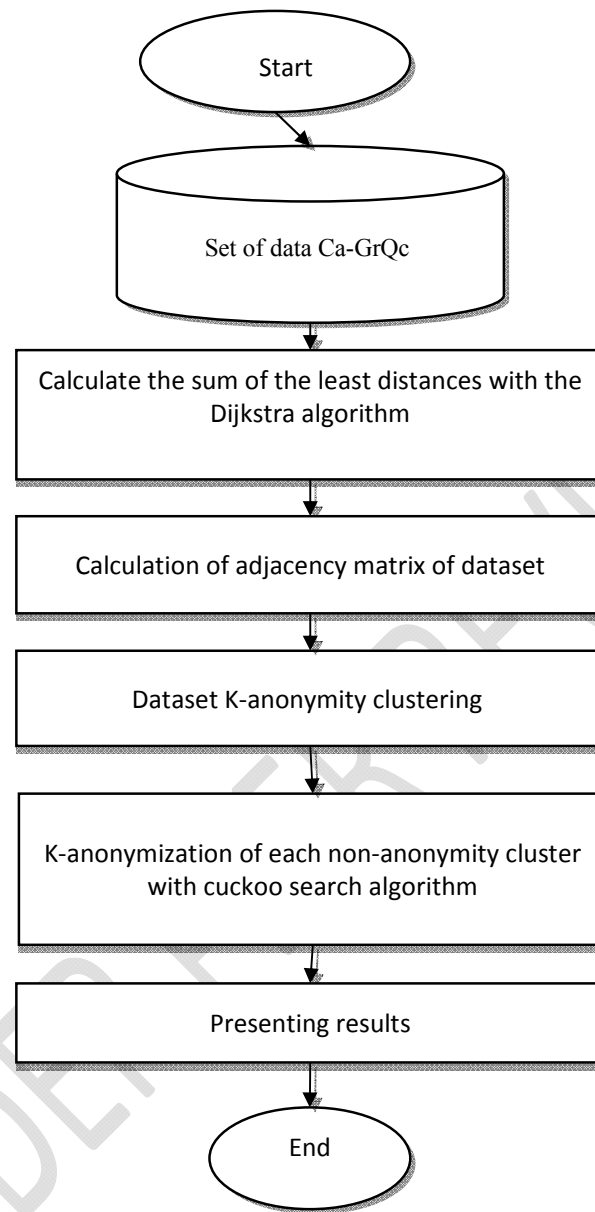 Start
Set of data Ca-GrQc
Calculate the sum of the least distances with the
Dijkstra algorithm
Calculation of adjacency matrix of dataset
Dataset K-anonymity clustering
K-anonymization of each non-anonymity cluster
with cuckoo search algorithm
Presenting results
End